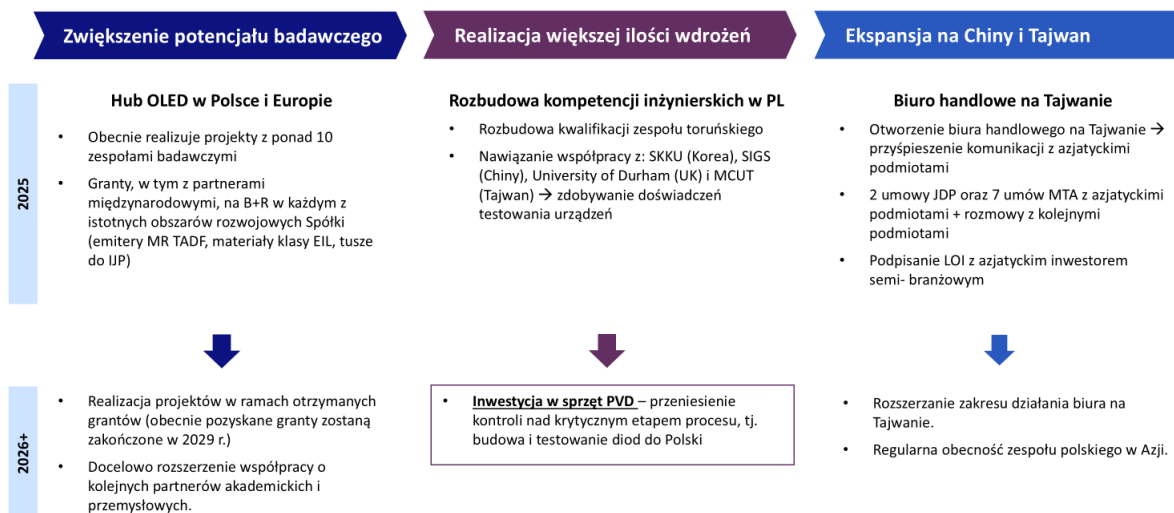 Zwiększenie potencjału badawczego
Realizacja większej ilości wdrożeń
Ekspansja na Chiny i Tajwan
2025
Hub OLED w Polsce i Europie
• Obecnie realizuje projekty z ponad 10
zespołami badawczymi
• Granty, w tym z partnerami
międzynarodowymi, na B+R w każdym z
istotnych obszarów rozwojowych Spółki
(emitery MR TADF, materiały klasy EIL, tusze
do IJP)
Rozbudowa kompetencji inżynierskich w PL
• Rozbudowa kwalifikacji zespołu toruńskiego
• Nawiązanie współpracy z: SKKU (Korea), SIGS
(Chiny), University of Durham (UK) i MCUT
(Tajwan) → zdobywanie doświadczeń
testowania urządzeń
Biuro handlowe na Tajwanie
• Otworzenie biura handlowego na Tajwanie →
przyśpieszenie komunikacji z azjatyckimi
podmiotami
• 2 umowy JDP oraz 7 umów MTA z azjatyckimi
podmiotami + rozmowy z kolejnymi
podmiotami
• Podpisanie LOI z azjatyckim inwestorem
semi- branżowym
2026+
• Realizacja projektów w ramach otrzymanych
grantów (obecnie pozyskane granty zostaną
zakończone w 2029 r.)
• Docelowo rozszerzenie współpracy o
kolejnych partnerów akademickich i
przemysłowych.
• Inwestycja w sprzęt PVD – przeniesienie
kontroli nad krytycznym etapem procesu, tj.
budowa i testowanie diod do Polski
• Rozszerzanie zakresu działania biura na
Tajwanie.
• Regularna obecność zespołu polskiego w Azji.